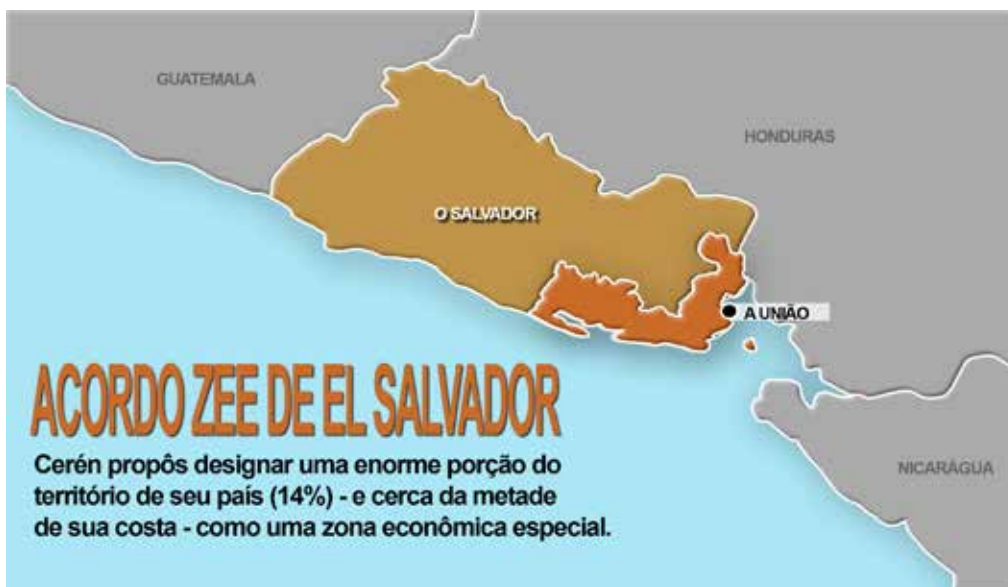 GUATEMALA
HONDURAS
O SALVADOR
A UNIÃO
ACORDO ZEE DE EL SALVADOR
Cerén propôs designar uma enorme porção do
território de seu país (14%) - e cerca da metade
de sua costa - como uma zona econômica especial.
NICARÁGUA